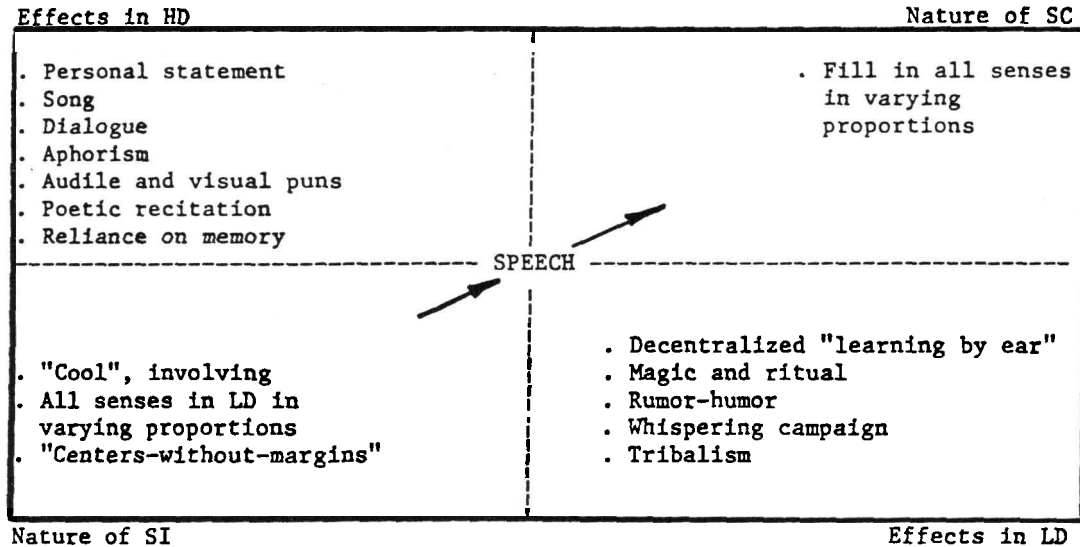 Effects in HD
Nature of SC
. Personal statement
. Song
. Dialogue
. Aphorism
. Audile and visual puns
. Poetic recitation
. Reliance on memory
. Fill in all senses
in varying
proportions
SPEECH
. "Cool", involving
. All senses in LD in
varying proportions
. "Centers-without-margins"
. Decentralized "learning by ear"
. Magic and ritual
. Rumor-humor
. Whispering campaign
. Tribalism
Nature of SI
Effects in LD